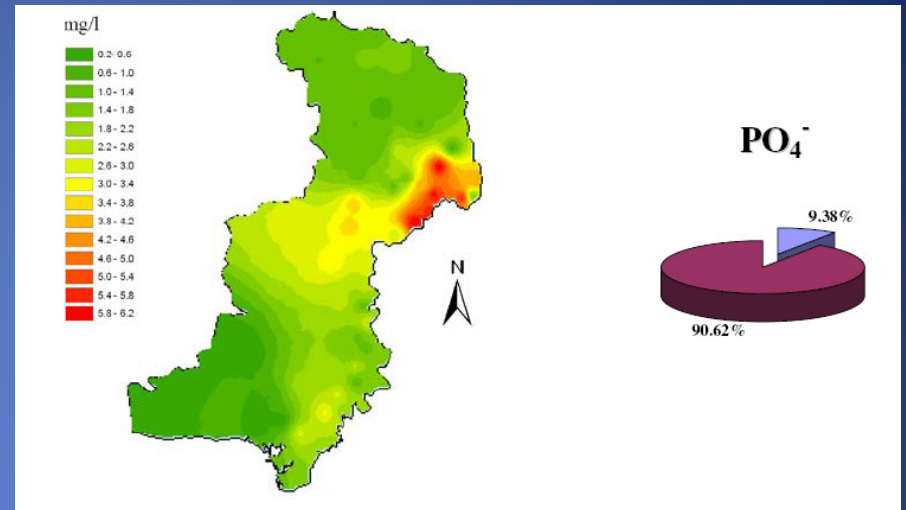 mg/l
0.2- 0.6
0.6 - 1.0
1.0 - 1.4
1.4 - 1.8
1.8 - 2.2
2.2 - 2.6
2.6 - 3.0
3.0 - 3.4
3.4 - 3.8
3.8 - 4.2
4.2 - 4.6
4.6 - 5.0
5.0 - 5.4
5.4 - 5.8
5.8 - 6.2
N
PO₄⁻
9.38%
90.62%